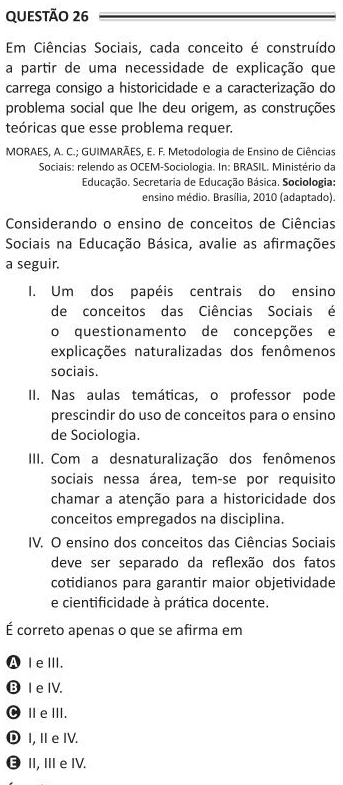 QUESTÃO 26
Em Ciências Sociais, cada conceito é construído
a partir de uma necessidade de explicação que
carrega consigo a historicidade e a caracterização do
problema social que lhe deu origem, as construções
teóricas que esse problema requer.
MORAES, A. C.; GUIMARÃES, E. F. Metodologia de Ensino de Ciências
Sociais: relendo as OCEM-Sociologia. In: BRASIL. Ministério da
Educação. Secretaria de Educação Básica. Sociologia:
ensino médio. Brasília, 2010 (adaptado).
Considerando o ensino de conceitos de Ciências
Sociais na Educação Básica, avalie as afirmações
a seguir.
I. Um dos papéis centrais do ensino
de conceitos das Ciências Sociais é
o questionamento de concepções e
explicações naturalizadas dos fenômenos
sociais.
II. Nas aulas temáticas, o professor pode
prescindir do uso de conceitos para o ensino
de Sociologia.
III. Com a desnaturalização dos fenômenos
sociais nessa área, tem-se por requisito
chamar a atenção para a historicidade dos
conceitos empregados na disciplina.
IV. O ensino dos conceitos das Ciências Sociais
deve ser separado da reflexão dos fatos
cotidianos para garantir maior objetividade
e cientificidade à prática docente.
É correto apenas o que se afirma em
A I e III.
B I e IV.
C II e III.
D I, II e IV.
E II, III e IV.